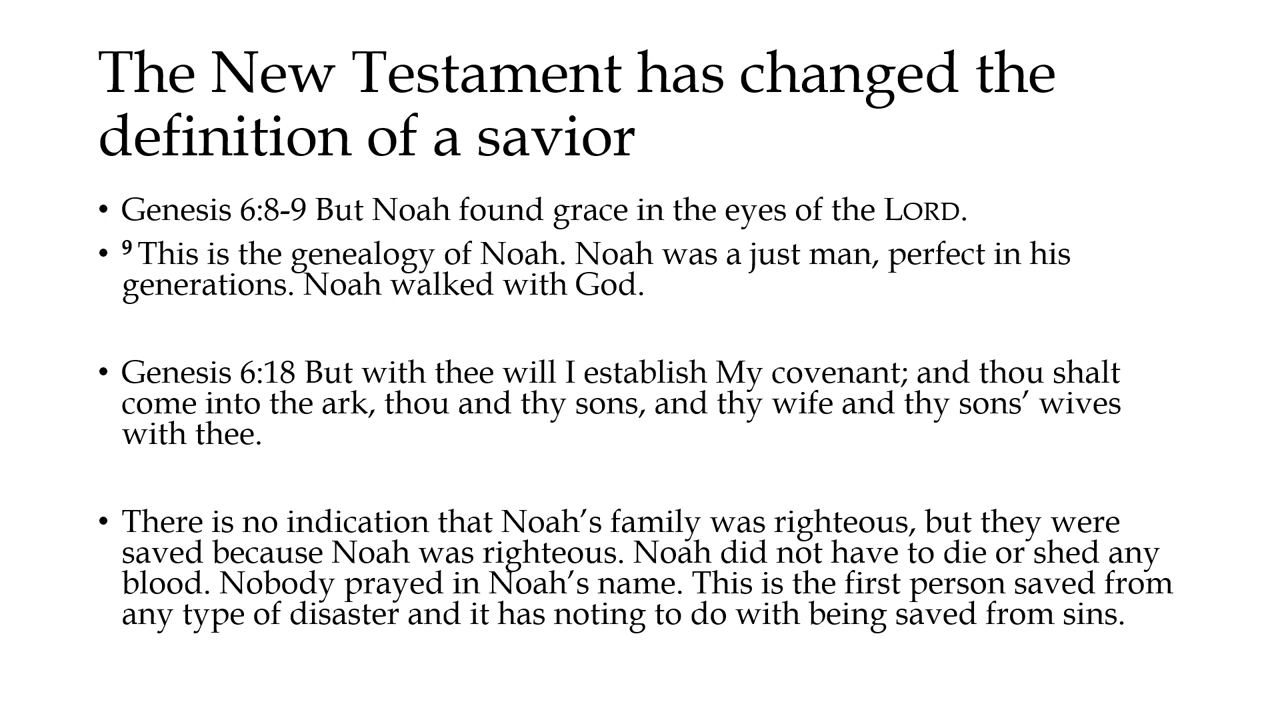 The New Testament has changed the
definition of a savior
• Genesis 6:8-9 But Noah found grace in the eyes of the LORD.
• ⁹ This is the genealogy of Noah. Noah was a just man, perfect in his
generations. Noah walked with God.
• Genesis 6:18 But with thee will I establish My covenant; and thou shalt
come into the ark, thou and thy sons, and thy wife and thy sons’ wives
with thee.
• There is no indication that Noah’s family was righteous, but they were
saved because Noah was righteous. Noah did not have to die or shed any
blood. Nobody prayed in Noah’s name. This is the first person saved from
any type of disaster and it has noting to do with being saved from sins.